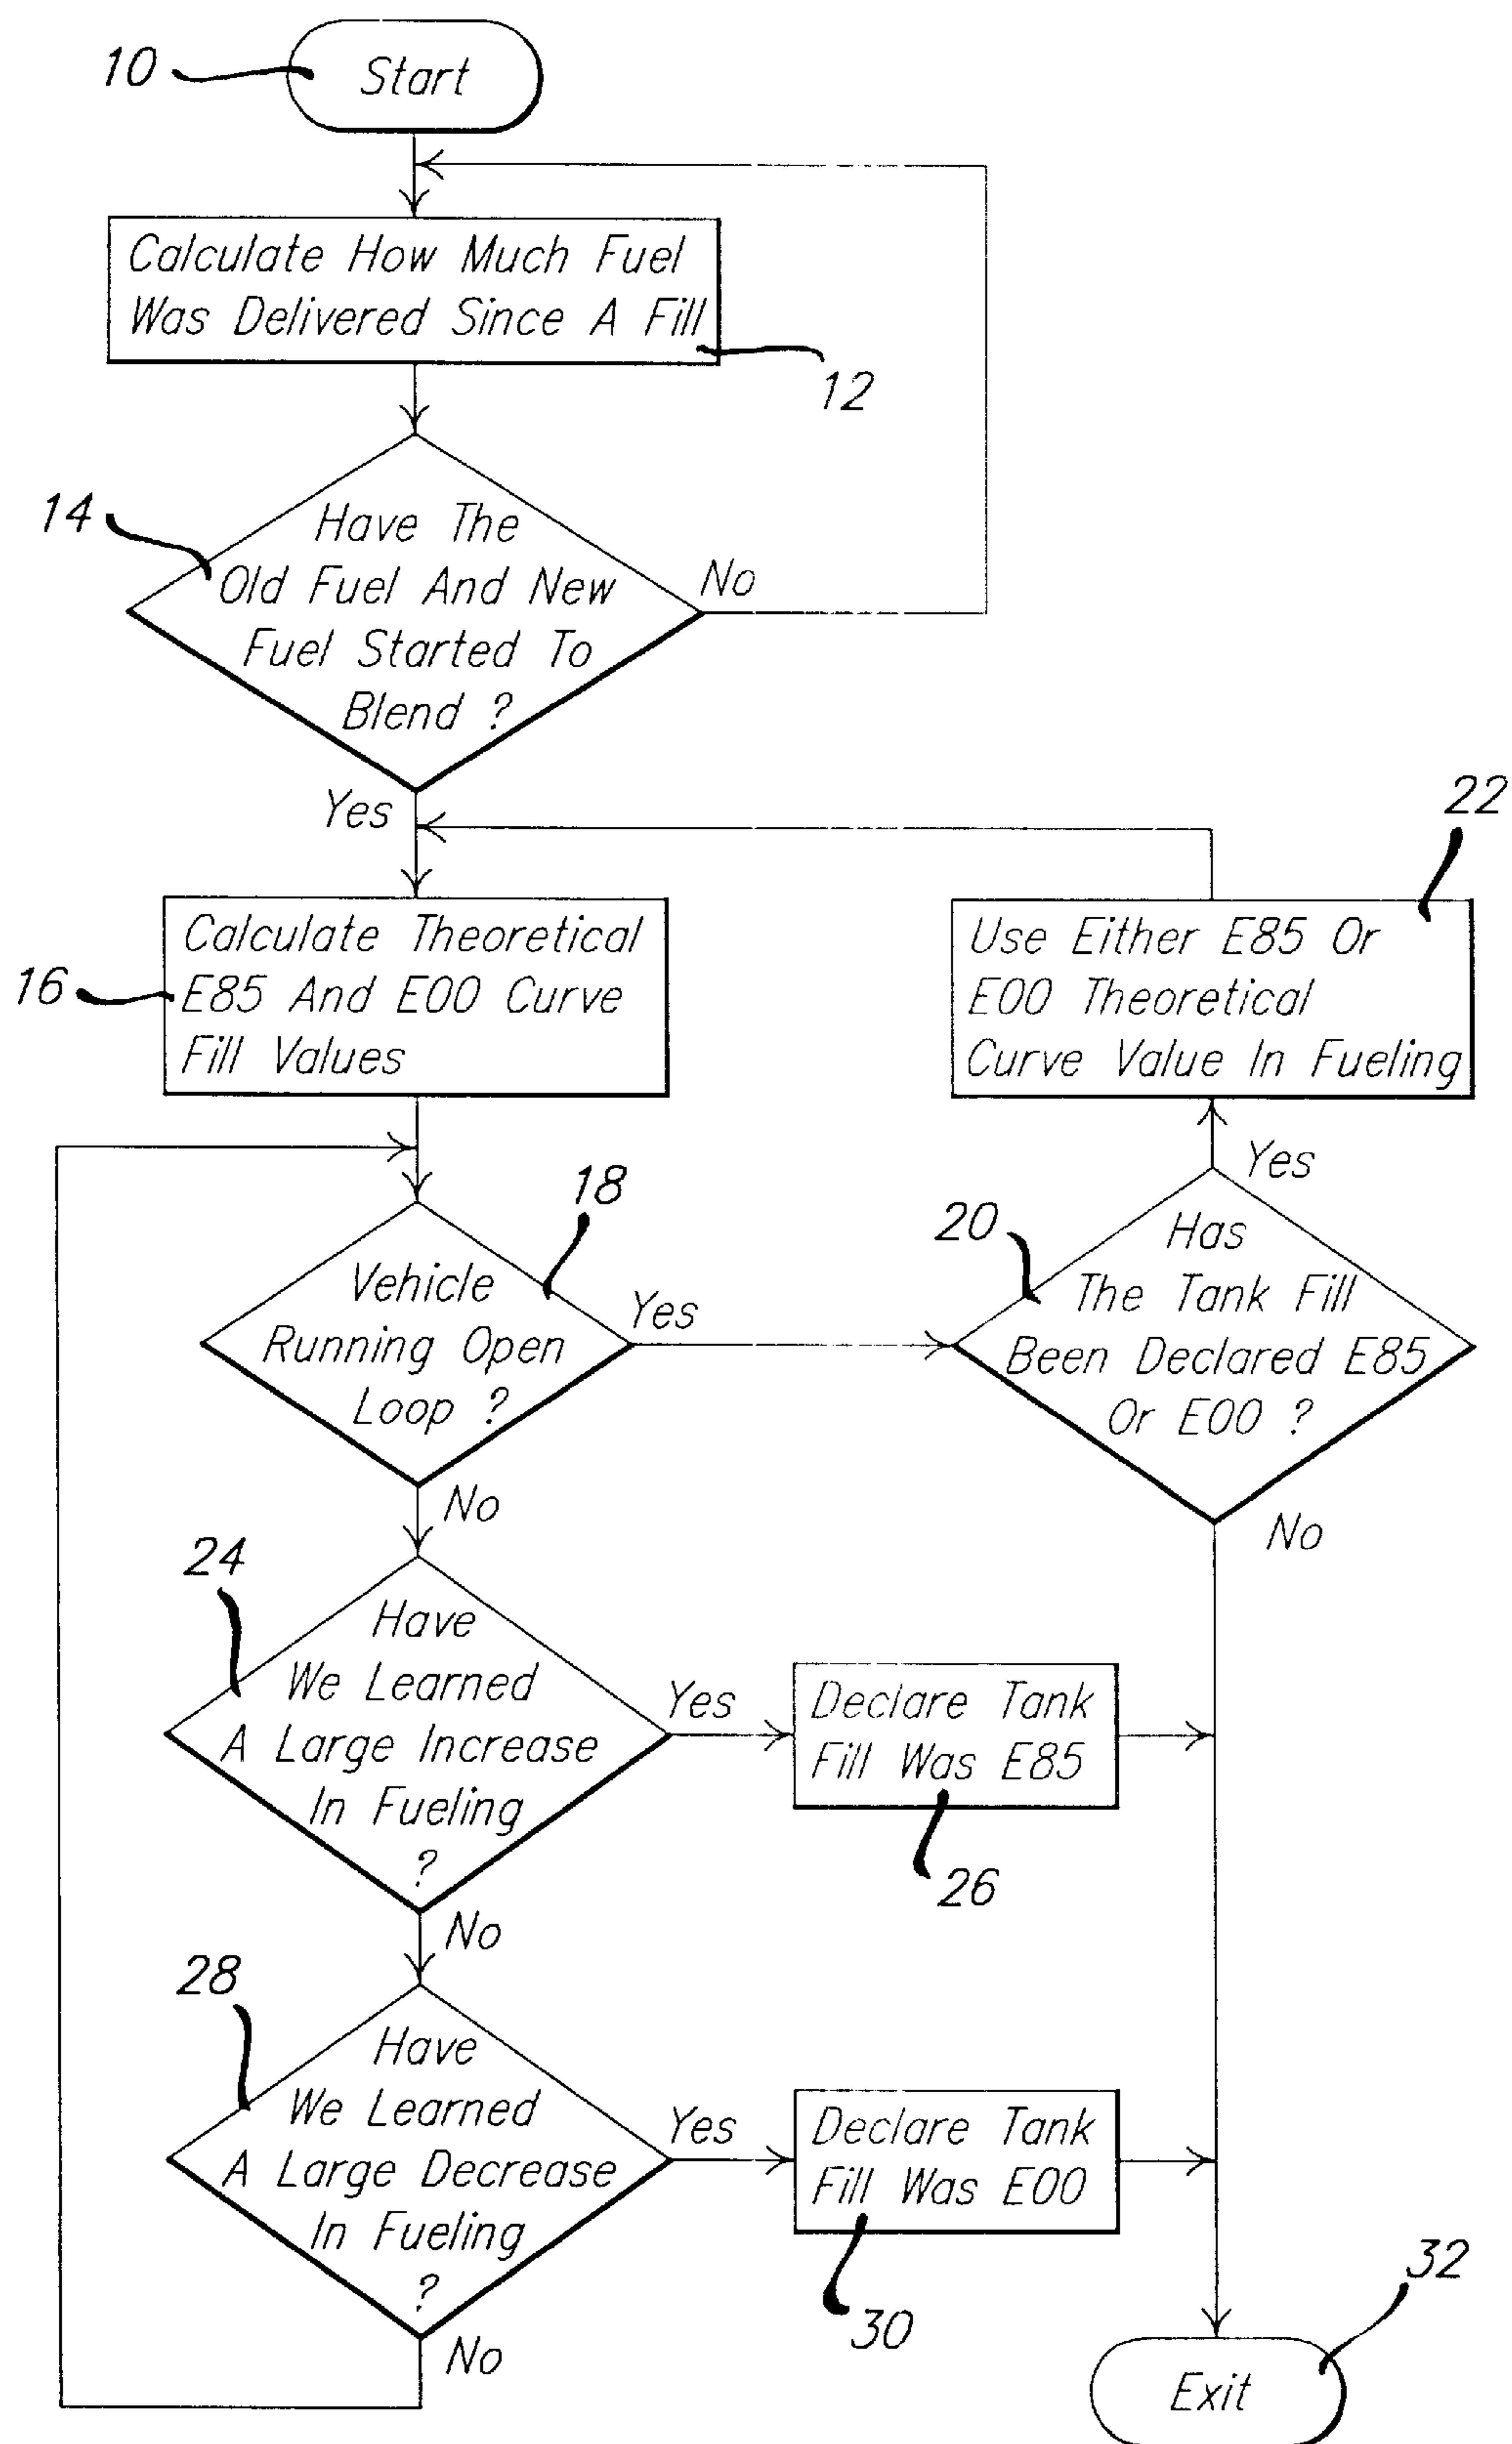 10
Start
Calculate How Much Fuel
Was Delivered Since A Fill
12
14
Have The
Old Fuel And New
Fuel Started To
Blend ?
No
Yes
22
Calculate Theoretical
E85 And E00 Curve
Fill Values
16
Use Either E85 Or
E00 Theoretical
Curve Value In Fueling
Yes
18
Vehicle
Running Open
Loop ?
Yes
20
Has
The Tank Fill
Been Declared E85
Or E00 ?
No
No
24
Have
We Learned
A Large Increase
In Fueling
?
Yes
Declare Tank
Fill Was E85
26
No
28
Have
We Learned
A Large Decrease
In Fueling
?
Yes
Declare Tank
Fill Was E00
30
No
32
Exit